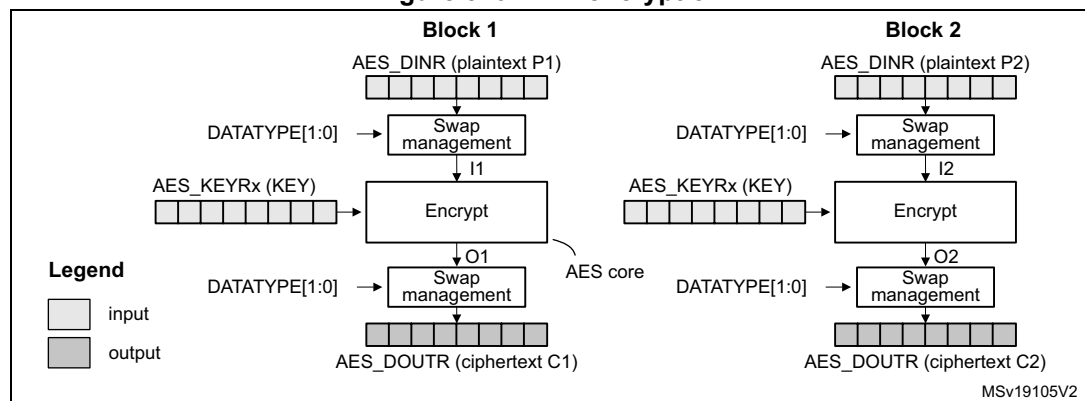 Block 1
Block 2
AES_DINR (plaintext P1)
AES_DINR (plaintext P2)
DATATYPE[1:0]
Swap
management
DATATYPE[1:0]
Swap
management
I1
I2
AES_KEYRx (KEY)
Encrypt
AES_KEYRx (KEY)
Encrypt
O1
AES core
O2
Legend
input
output
DATATYPE[1:0]
Swap
management
DATATYPE[1:0]
Swap
management
AES_DOUTR (ciphertext C1)
AES_DOUTR (ciphertext C2)
MSv19105V2